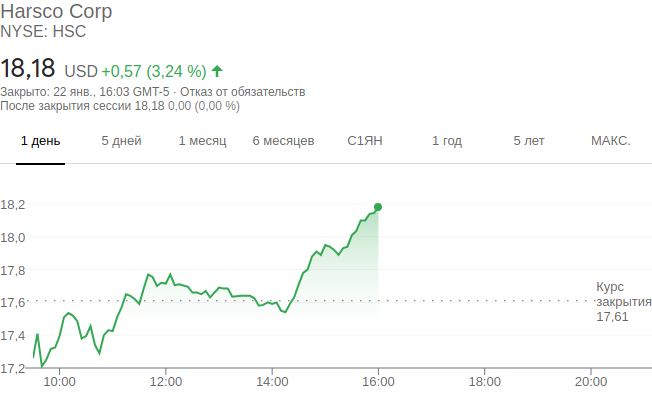 Harsco Corp
NYSE: HSC
18,18 USD +0,57 (3,24 %)
Закрыто: 22 янв., 16:03 GMT-5 · Отказ от обязательств
После закрытия сессии 18,18 0,00 (0,00 %)
1 день 5 дней 1 месяц 6 месяцев С1ЯН 1 год 5 лет МАКС.
18,2
18,0
17,8
17,6
17,4
17,2
Курс
закрытия
17,61
10:00 12:00 14:00 16:00 18:00 20:00